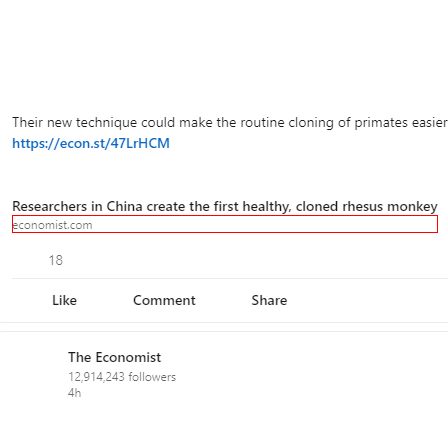 Their new technique could make the routine cloning of primates easier
https://econ.st/47LrHCM
Researchers in China create the first healthy, cloned rhesus monkey
economist.com
18
Like Comment Share
The Economist
12,914,243 followers
4h